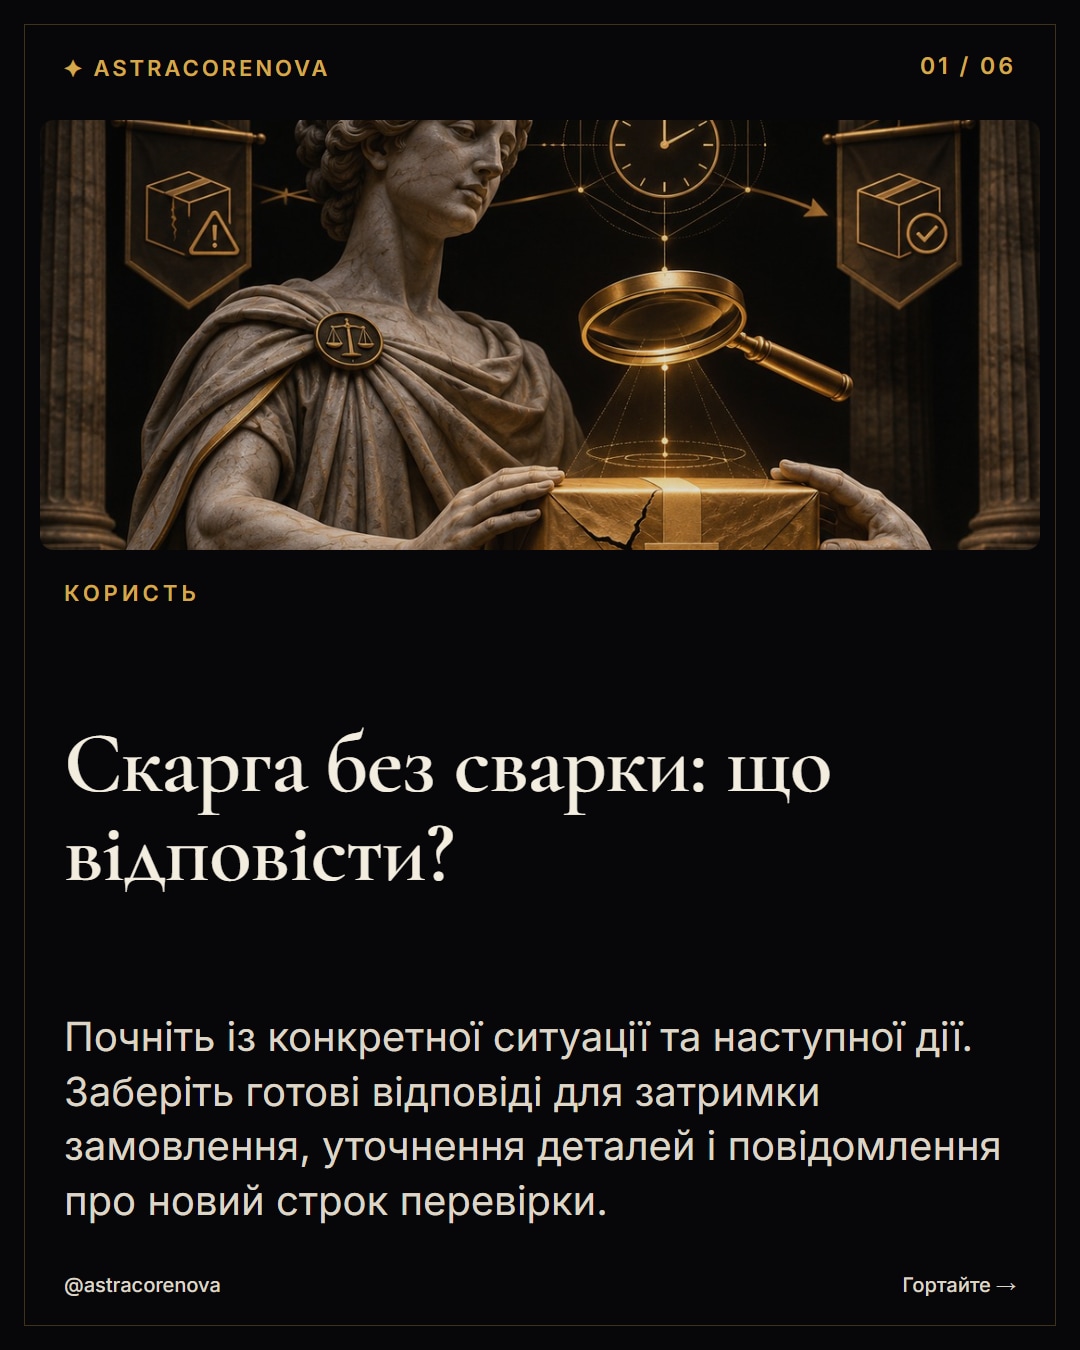 ✦ ASTRACORENOVA
01 / 06
КОРИСТЬ
Скарга без сварки: що
відповісти?
Почніть із конкретної ситуації та наступної дії.
Заберіть готові відповіді для затримки
замовлення, уточнення деталей і повідомлення
про новий строк перевірки.
@astracorenova
Гортайте →